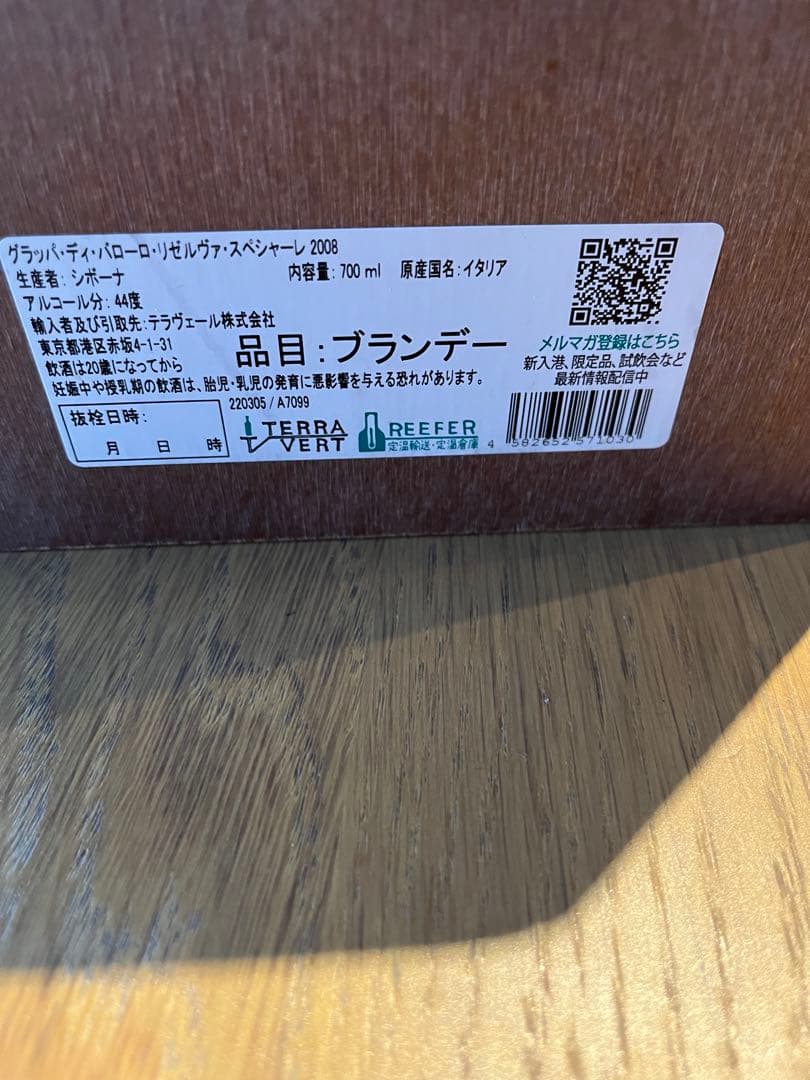 グラッパ・ディ・バローロ・リゼルヴァ・スペシャーレ 2008
生産者: シボーナ 内容量: 700 ml 原産国名:イタリア
アルコール分: 44度
輸入者及び引取先:テラヴェール株式会社
東京都港区赤坂4-1-31
品目:ブランデー
飲酒は20歳になってから
妊娠中や授乳期の飲酒は、胎児・乳児の発育に悪影響を与える恐れがあります。
220305 / A7099
抜栓日時:
月 日 時
TERRA
VERT
REEFER
定温輸送・定温倉庫
メルマガ登録はこちら
新入港、限定品、試飲会など
最新情報配信中
4 582652 571030